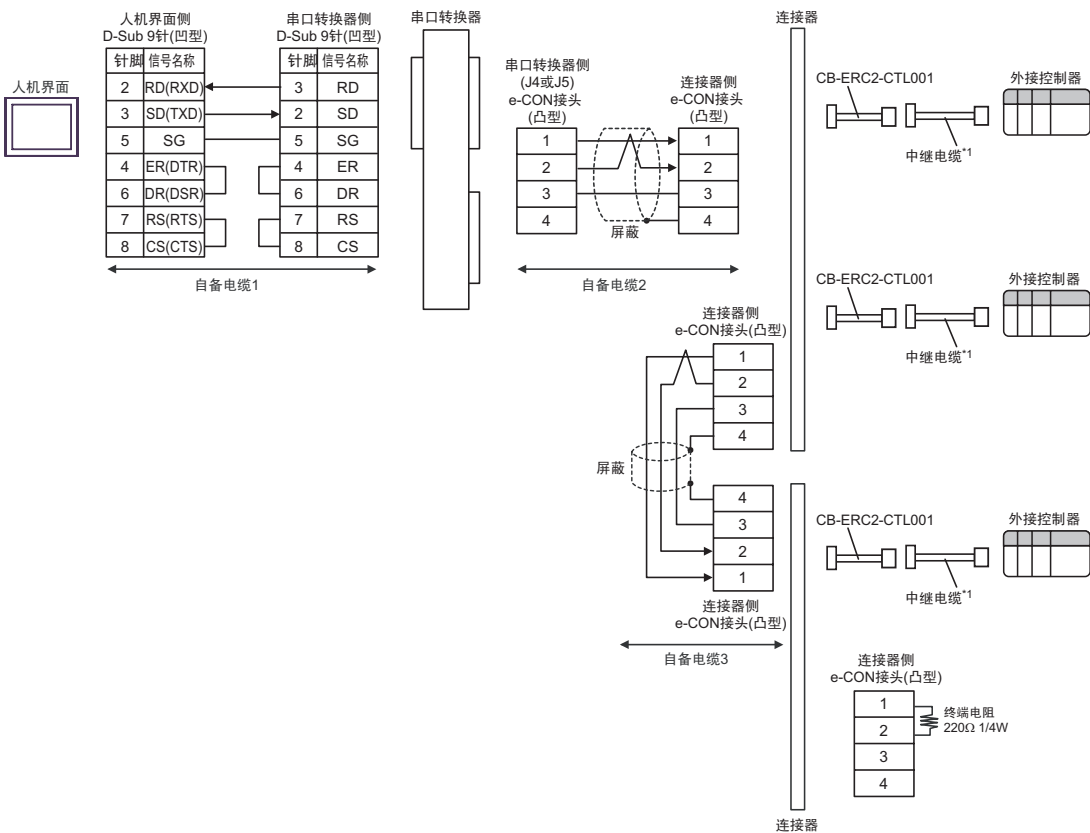 人机界面
人机界面侧
D-Sub 9针(凹型)
针脚 信号名称
2 RD(RXD)
3 SD(TXD)
5 SG
4 ER(DTR)
6 DR(DSR)
7 RS(RTS)
8 CS(CTS)
串口转换器侧
D-Sub 9针(凹型)
针脚 信号名称
3 RD
2 SD
5 SG
4 ER
6 DR
7 RS
8 CS
自备电缆1
串口转换器
串口转换器侧
(J4或J5)
e-CON接头
(凸型)
1
2
3
4
屏蔽
连接器侧
e-CON接头
(凸型)
1
2
3
4
自备电缆2
连接器侧
e-CON接头(凸型)
1
2
3
4
屏蔽
4
3
2
1
连接器侧
e-CON接头(凸型)
自备电缆3
连接器
CB-ERC2-CTL001
中继电缆*1
外接控制器
CB-ERC2-CTL001
中继电缆*1
外接控制器
CB-ERC2-CTL001
中继电缆*1
外接控制器
连接器侧
e-CON接头(凸型)
1
2
3
4
终端电阻
220Ω 1/4W
连接器